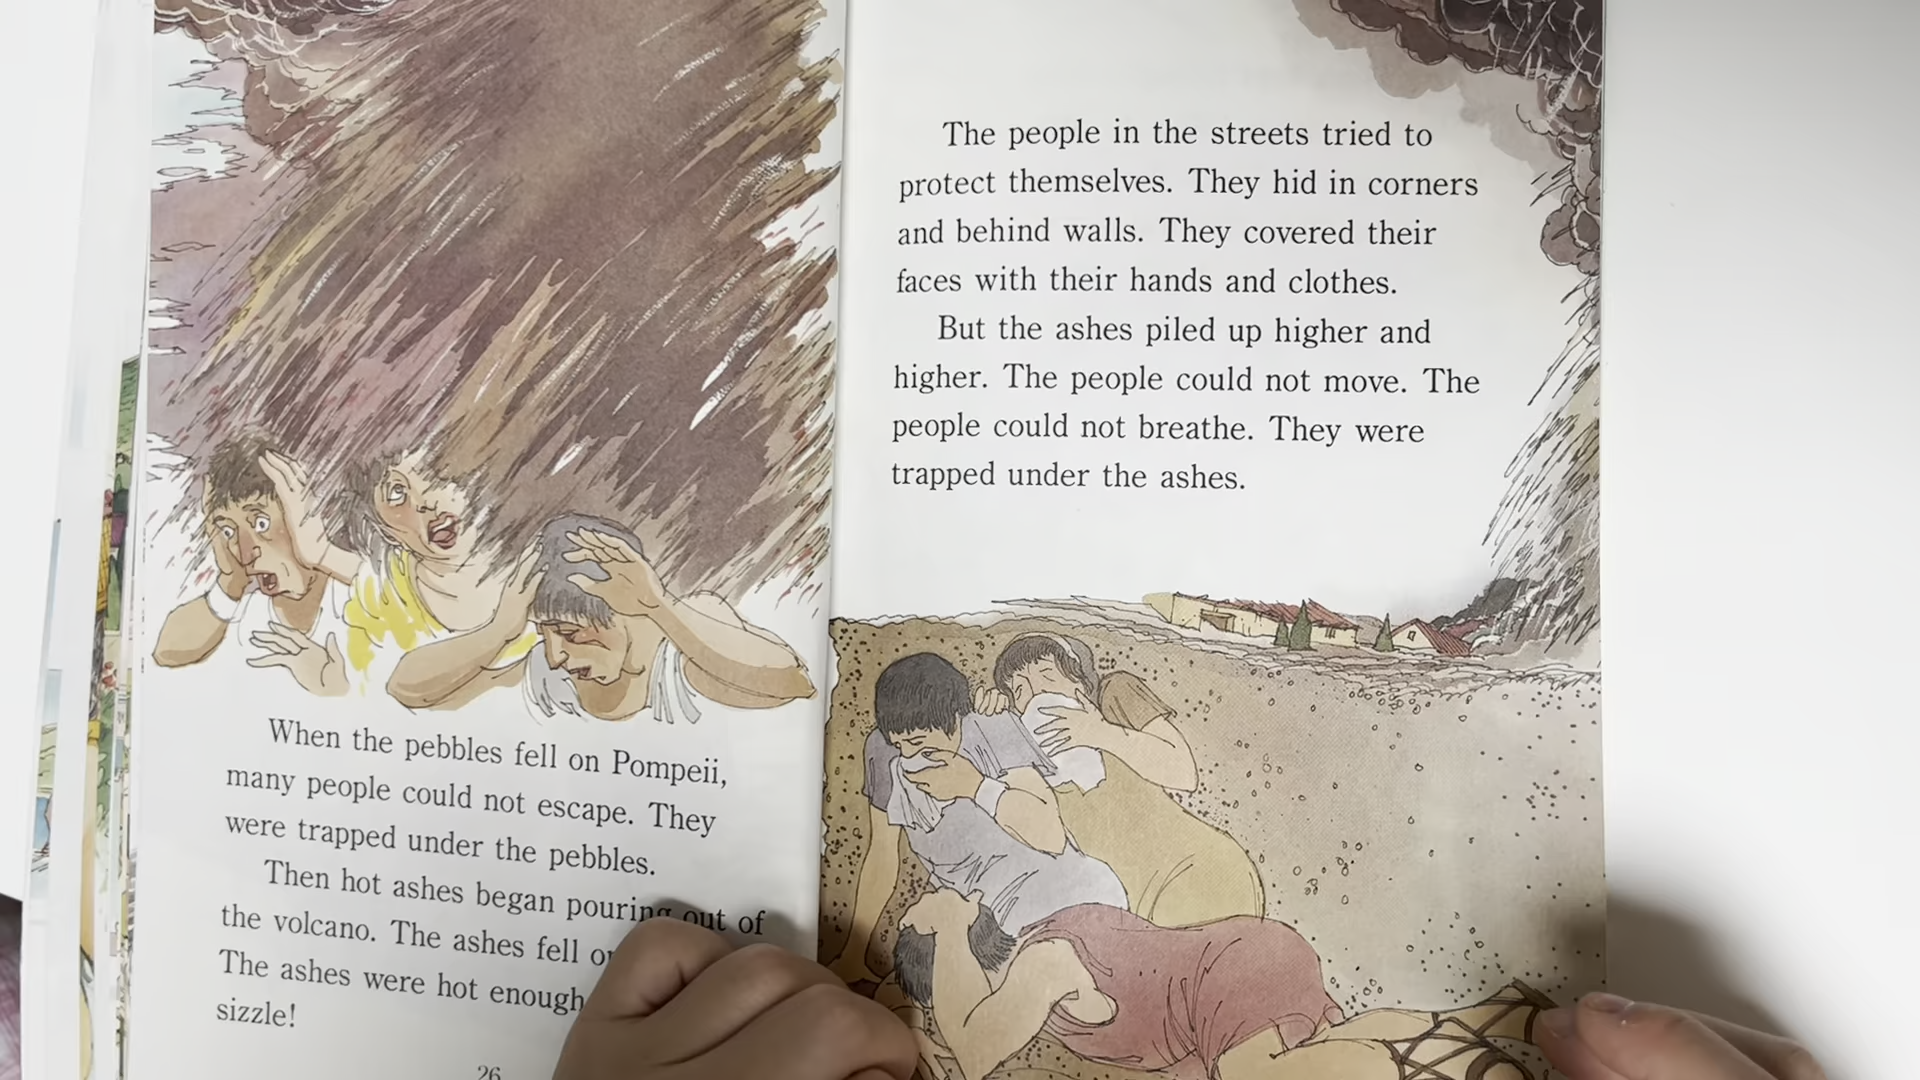 When the pebbles fell on Pompeii,
many people could not escape. They
were trapped under the pebbles.
Then hot ashes began pouring out of
the volcano. The ashes fell
The ashes were hot enough
sizzle!
26
The people in the streets tried to
protect themselves. They hid in corners
and behind walls. They covered their
faces with their hands and clothes.
But the ashes piled up higher and
higher. The people could not move. The
people could not breathe. They were
trapped under the ashes.